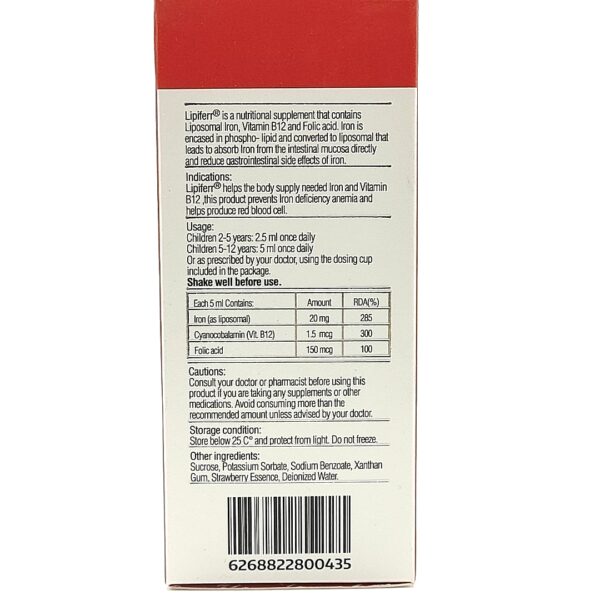 Lipiferr® is a nutritional supplement that contains
Liposomal Iron, Vitamin B12 and Folic acid. Iron is
encased in phospho- lipid and converted to liposomal that
leads to absorb Iron from the intestinal mucosa directly
and reduce gastrointestinal side effects of iron.
Indications:
Lipiferr® helps the body supply needed Iron and Vitamin
B12 ,this product prevents Iron deficiency anemia and
helps produce red blood cell.
Usage:
Children 2-5 years: 2.5 ml once daily
Children 5-12 years: 5 ml once daily
Or as prescribed by your doctor, using the dosing cup
included in the package.
Shake well before use.
Each 5 ml Contains: Amount RDA(%)
Iron (as liposomal) 20 mg 285
Cyanocobalamin (Vit. B12) 1.5 mcg 300
Folic acid 150 mcg 100
Cautions:
Consult your doctor or pharmacist before using this
product if you are taking any supplements or other
medications. Avoid consuming more than the
recommended amount unless advised by your doctor.
Storage condition:
Store below 25 C° and protect from light. Do not freeze.
Other ingredients:
Sucrose, Potassium Sorbate, Sodium Benzoate, Xanthan
Gum, Strawberry Essence, Deionized Water.
6268822800435